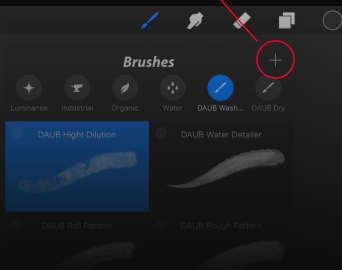 Brushes
Luminance Industrial Organic Water DAUB Wash... DAUB Dry
DAUB Hight Dilution DAUB Water Detailer
DAUB Roll Pattern DAUB Rough Pattern